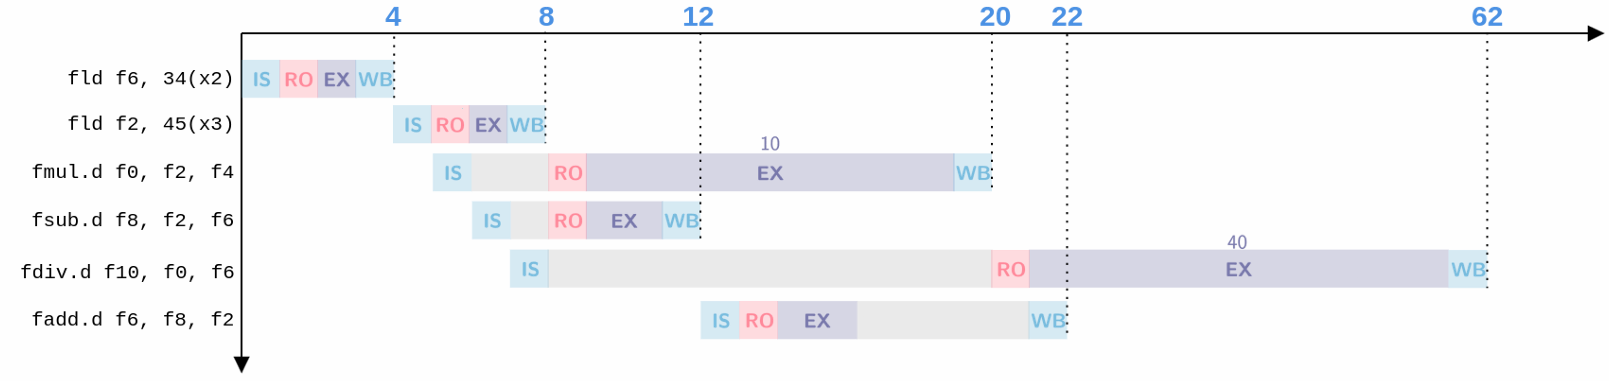 4 8 12 20 22 62
fld f6, 34(x2) IS RO EX WB
fld f2, 45(x3) IS RO EX WB
10
fmul.d f0, f2, f4 IS RO EX WB
fsub.d f8, f2, f6 IS RO EX WB
40
fdiv.d f10, f0, f6 IS RO EX WB
fadd.d f6, f8, f2 IS RO EX WB